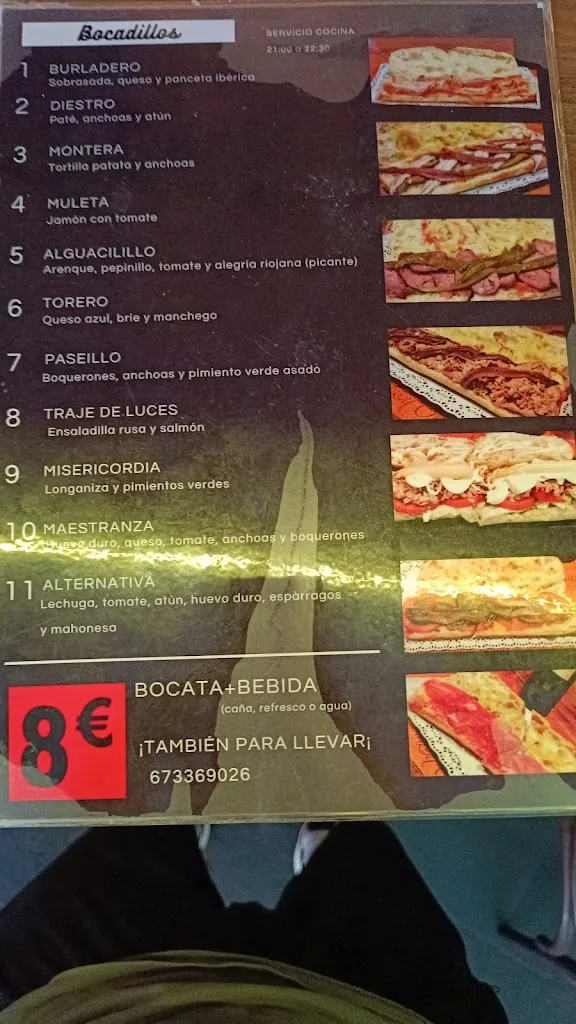 Bocadillos
SERVICIO COCINA
21:00 a 22:30
1 BURLADERO
Sobrasada, queso y panceta Ibérica
2 DIESTRO
Paté, anchoas y atún
3 MONTERA
Tortilla patata y anchoas
4 MULETA
Jamón con tomate
5 ALGUACILILLO
Arenque, pepinillo, tomate y alegria riojana (picante)
6 TORERO
Queso azul, brie y manchego
7 PASEILLO
Boquerones, anchoas y pimiento verde asado
8 TRAJE DE LUCES
Ensaladilla rusa y salmón
9 MISERICORDIA
Longaniza y pimientos verdes
10 MAESTRANZA
Huevo duro, queso, tomate, anchoas y boquerones
11 ALTERNATIVA
Lechuga, tomate, atún, huevo duro, espárragos
y mahonesa
8€
BOCATA+BEBIDA
(caña, refresco o agua)
¡TAMBIÉN PARA LLEVAR¡
673369026